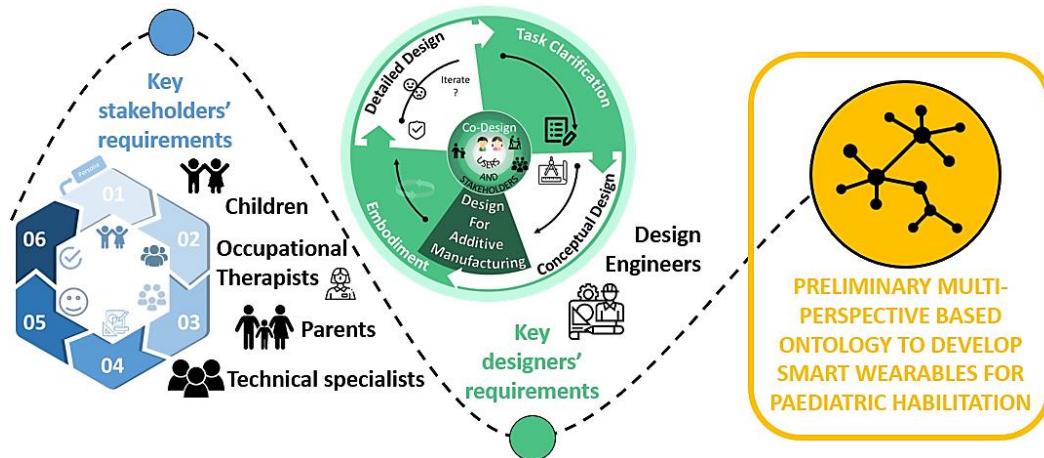 Key
stakeholders'
requirements
Persona
01
02
03
04
05
06
Children
Occupational
Therapists
Parents
Technical specialists
Detailed Design
Task Clarification
Iterate
?
Co-Design
USERS
AND
STAKEHOLDERS
Embodiment
Design
For
Additive
Manufacturing
Conceptual Design
Design
Engineers
Key
designers'
requirements
PRELIMINARY MULTI-
PERSPECTIVE BASED
ONTOLOGY TO DEVELOP
SMART WEARABLES FOR
PAEDIATRIC HABILITATION